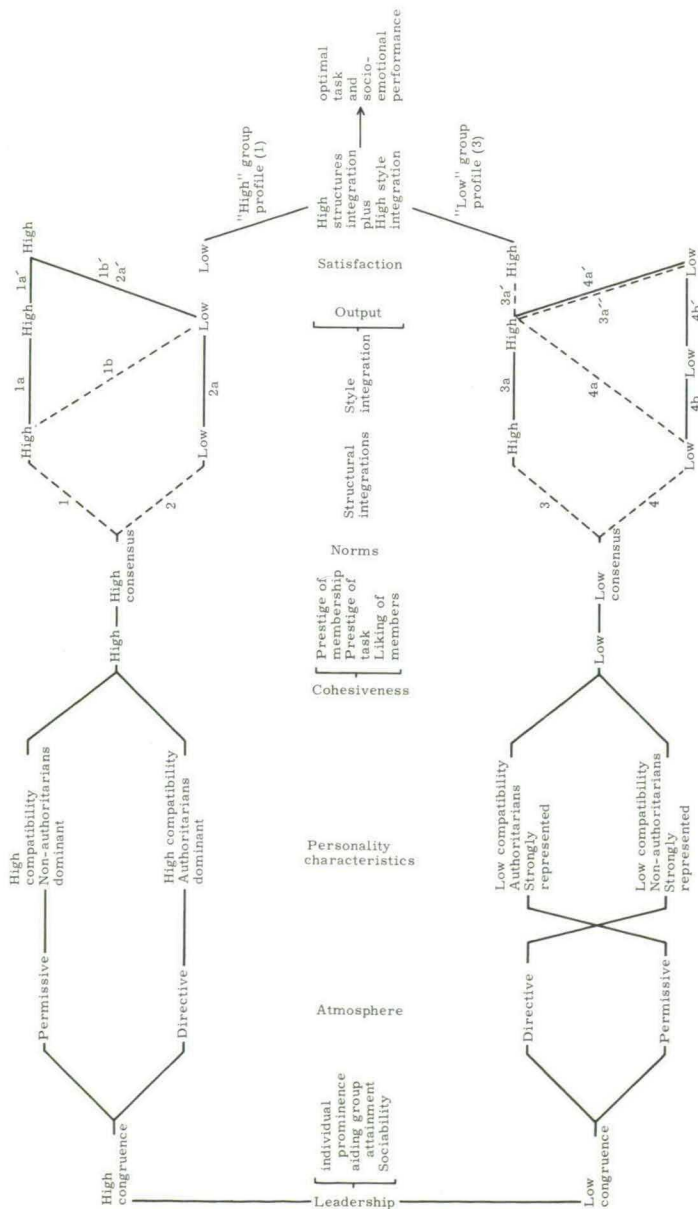 High
congruence
Leadership
individual
prominence
aiding group
attainment
Sociability
Low
congruence
Permissive
Directive
Atmosphere
Directive
Permissive
High
compatibility
Non-authoritarians
dominant
High compatibility
Authoritarians
dominant
Personality
characteristics
Low compatibility
Authoritarians
Strongly
represented
Low compatibility
Non-authoritarians
Strongly
represented
High
Cohesiveness
Prestige of
membership
Prestige of
task
Liking of
members
Low
High
consensus
Norms
Low
consensus
1
2
3
4
High
Low
Structural
integrations
High
Low
1a
1b
2a
Style
integration
3a
4a
4b
High
Low
Output
High
Low
1a′
1b′
2a′
3a′
4a′
3a′′
4b′
High
Low
Satisfaction
High
Low
"High" group
profile (1)
High
structures
integration
plus
High style
integration
"Low" group
profile (3)
optimal
task
and
socio-
emotional
performance